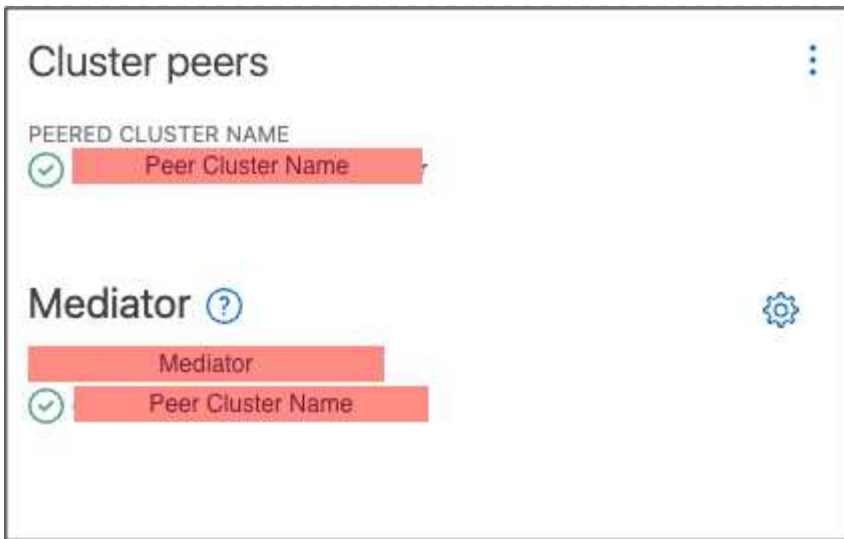 Cluster peers
PEERED CLUSTER NAME
Peer Cluster Name
Mediator ?
Mediator
Peer Cluster Name